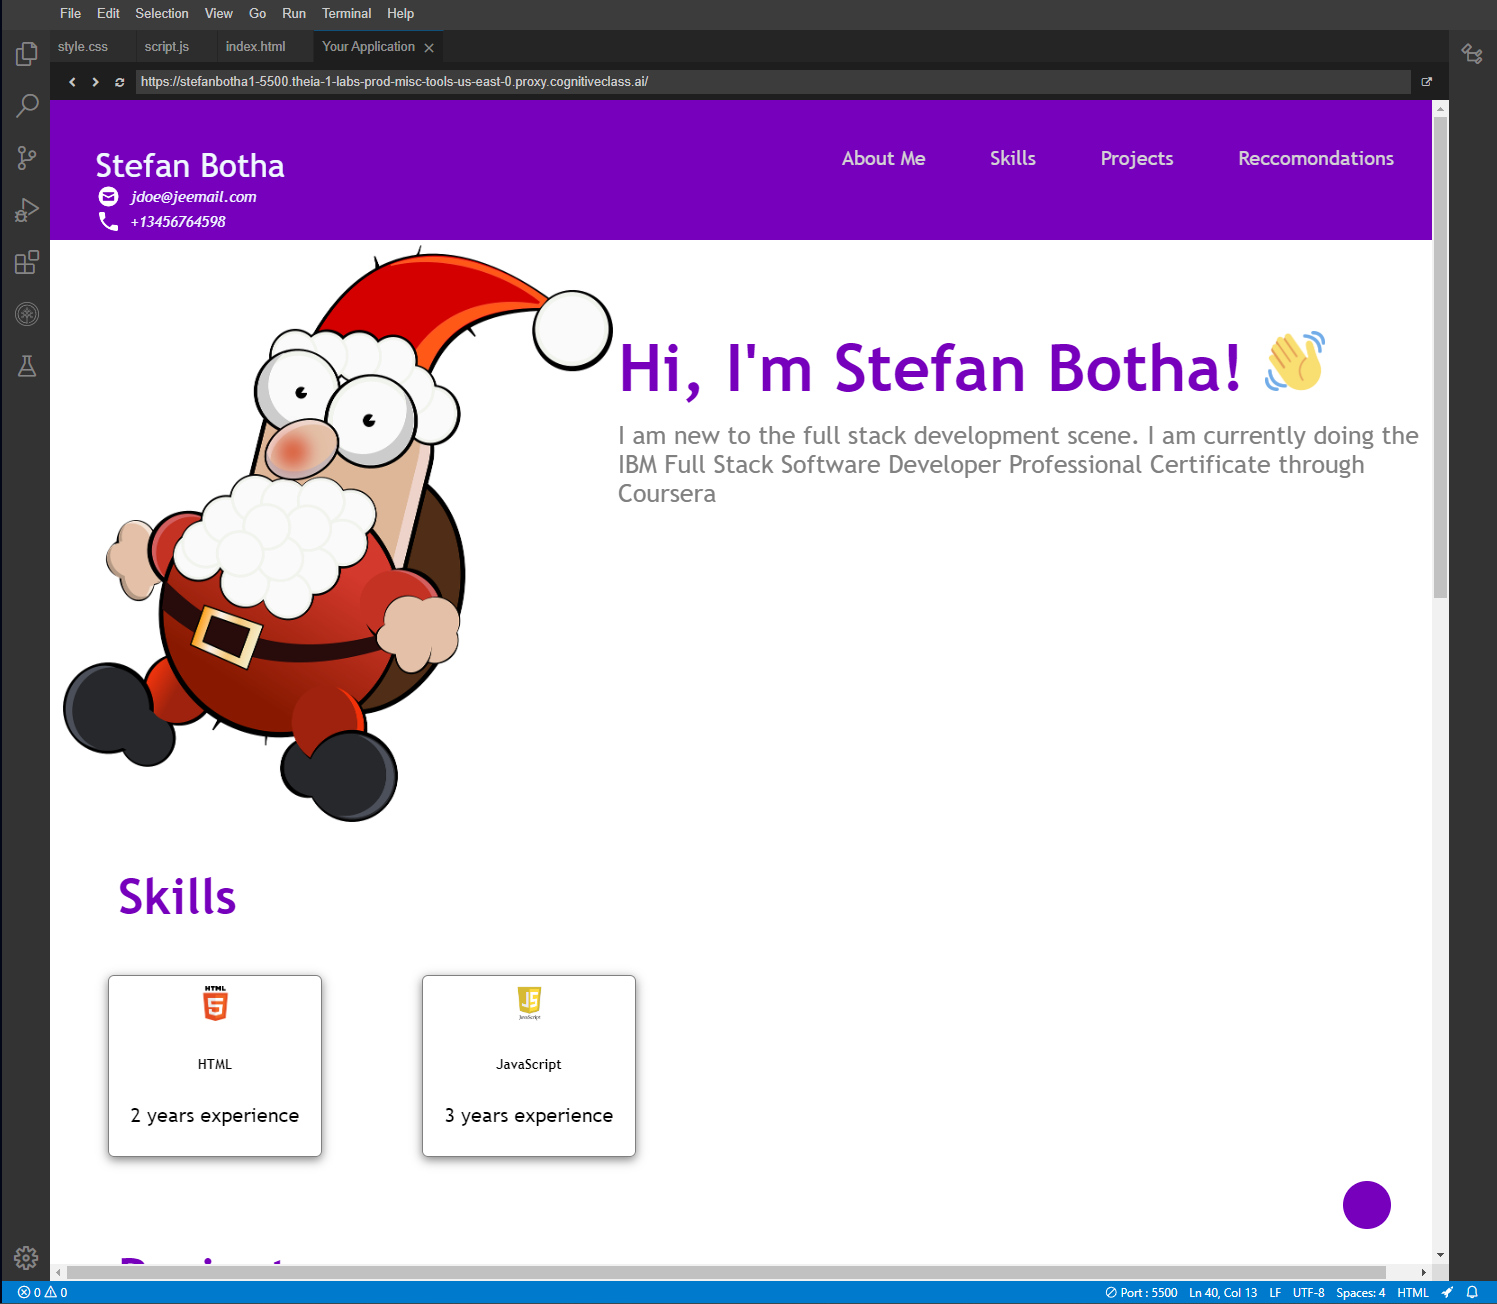 File Edit Selection View Go Run Terminal Help
style.css script.js index.html Your Application
https://stefanbotha1-5500.theia-1-labs-prod-misc-tools-us-east-0.proxy.cognitiveclass.ai/
Stefan Botha
About Me Skills Projects Reccomondations
jdoe@jeemail.com
+13456764598
Hi, I'm Stefan Botha!
I am new to the full stack development scene. I am currently doing the
IBM Full Stack Software Developer Professional Certificate through
Coursera
Skills
HTML
5
JS
JavaScript
HTML
JavaScript
2 years experience
3 years experience
0 0 Port : 5500 Ln 40, Col 13 LF UTF-8 Spaces: 4 HTML